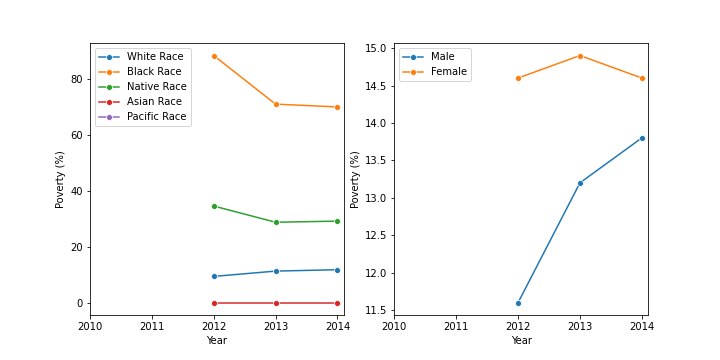 White Race
Black Race
Native Race
Asian Race
Pacific Race
80
60
40
20
0
Poverty (%)
2010 2011 2012 2013 2014
Year
Male
Female
15.0
14.5
14.0
13.5
13.0
12.5
12.0
11.5
Poverty (%)
2010 2011 2012 2013 2014
Year